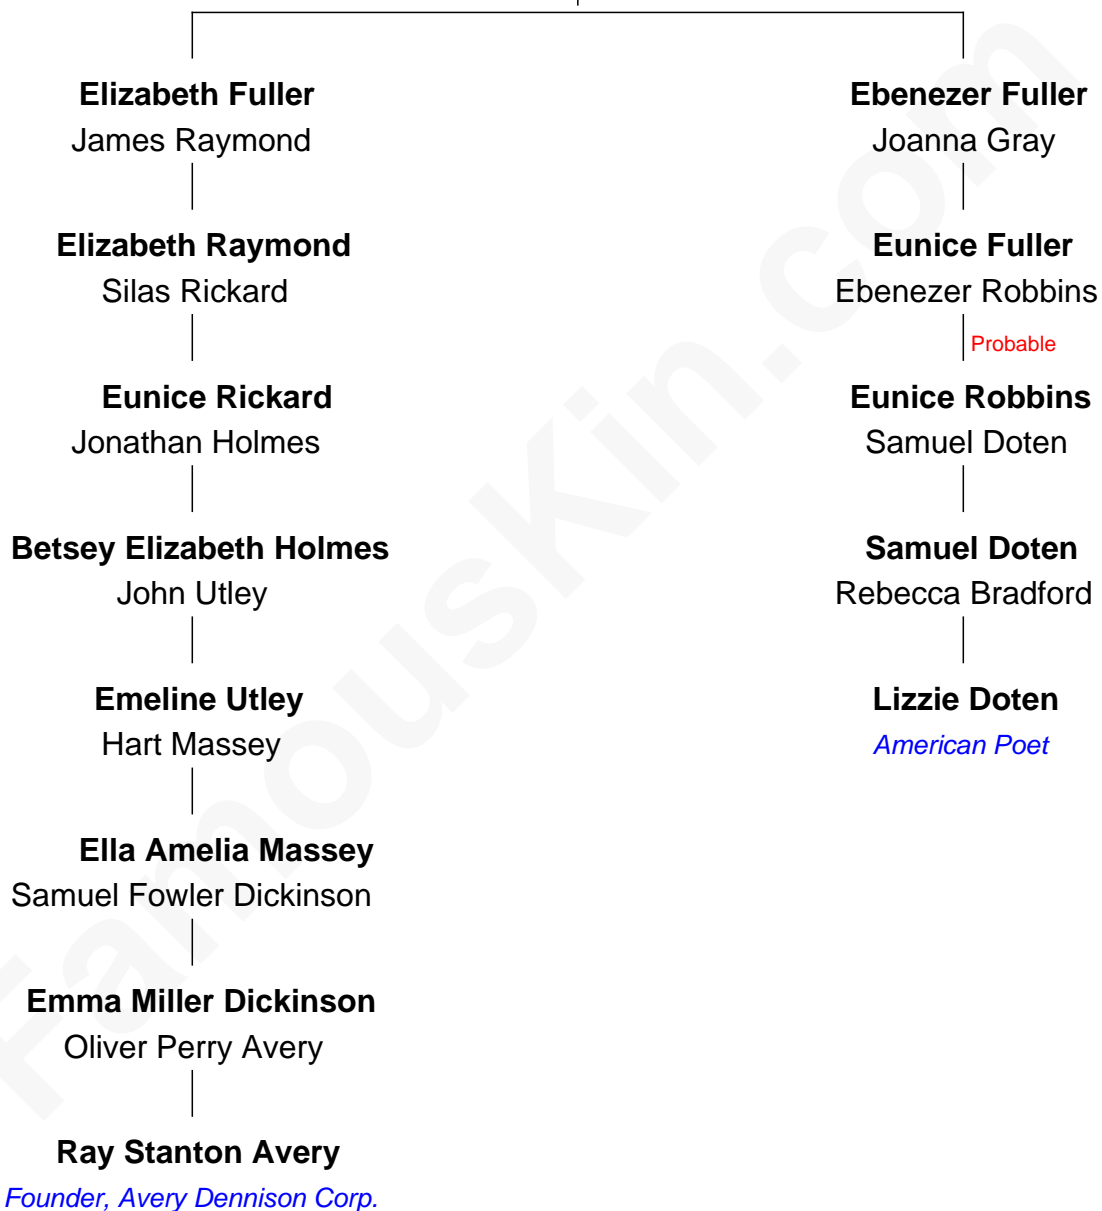 Elizabeth Fuller
James Raymond
Elizabeth Raymond
Silas Rickard
Eunice Rickard
Jonathan Holmes
Betsey Elizabeth Holmes
John Utley
Emeline Utley
Hart Massey
Ella Amelia Massey
Samuel Fowler Dickinson
Emma Miller Dickinson
Oliver Perry Avery
Ray Stanton Avery
Founder, Avery Dennison Corp.
Ebenezer Fuller
Joanna Gray
Eunice Fuller
Ebenezer Robbins
Probable
Eunice Robbins
Samuel Doten
Samuel Doten
Rebecca Bradford
Lizzie Doten
American Poet
FamousKin.com